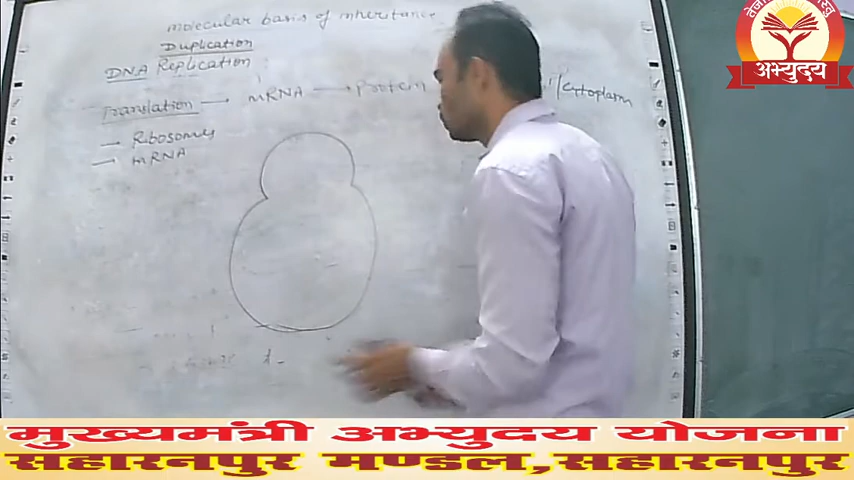 molecular basis of inheritance
Duplication
DNA Replication
Translation → mRNA → Protein /Cytoplasm
→ Ribosomes
→ mRNA
अभ्युदय
मुख्यमंत्री अभ्युदय योजना
सहारनपुर मण्डल,सहारनपुर